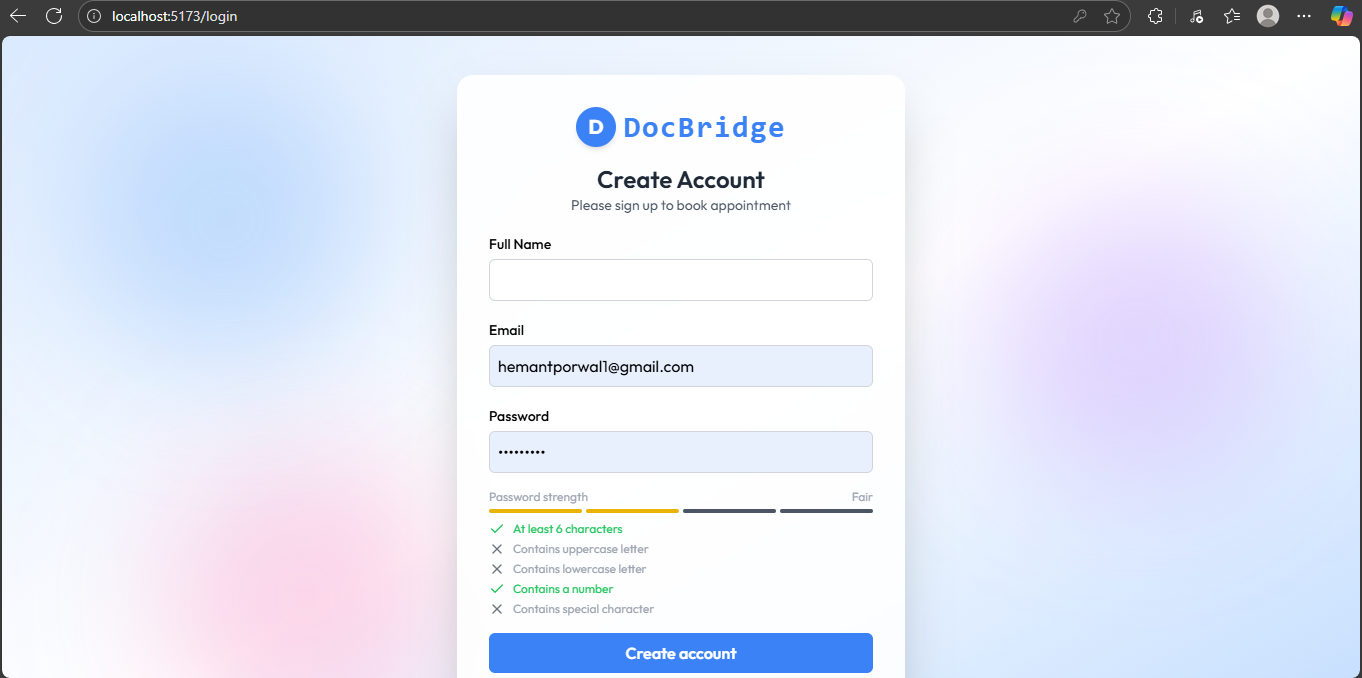 localhost:5173/login
D DocBridge
Create Account
Please sign up to book appointment
Full Name
Email
hemantporwal1@gmail.com
Password
•••••••••
Password strength Fair
At least 6 characters
Contains uppercase letter
Contains lowercase letter
Contains a number
Contains special character
Create account